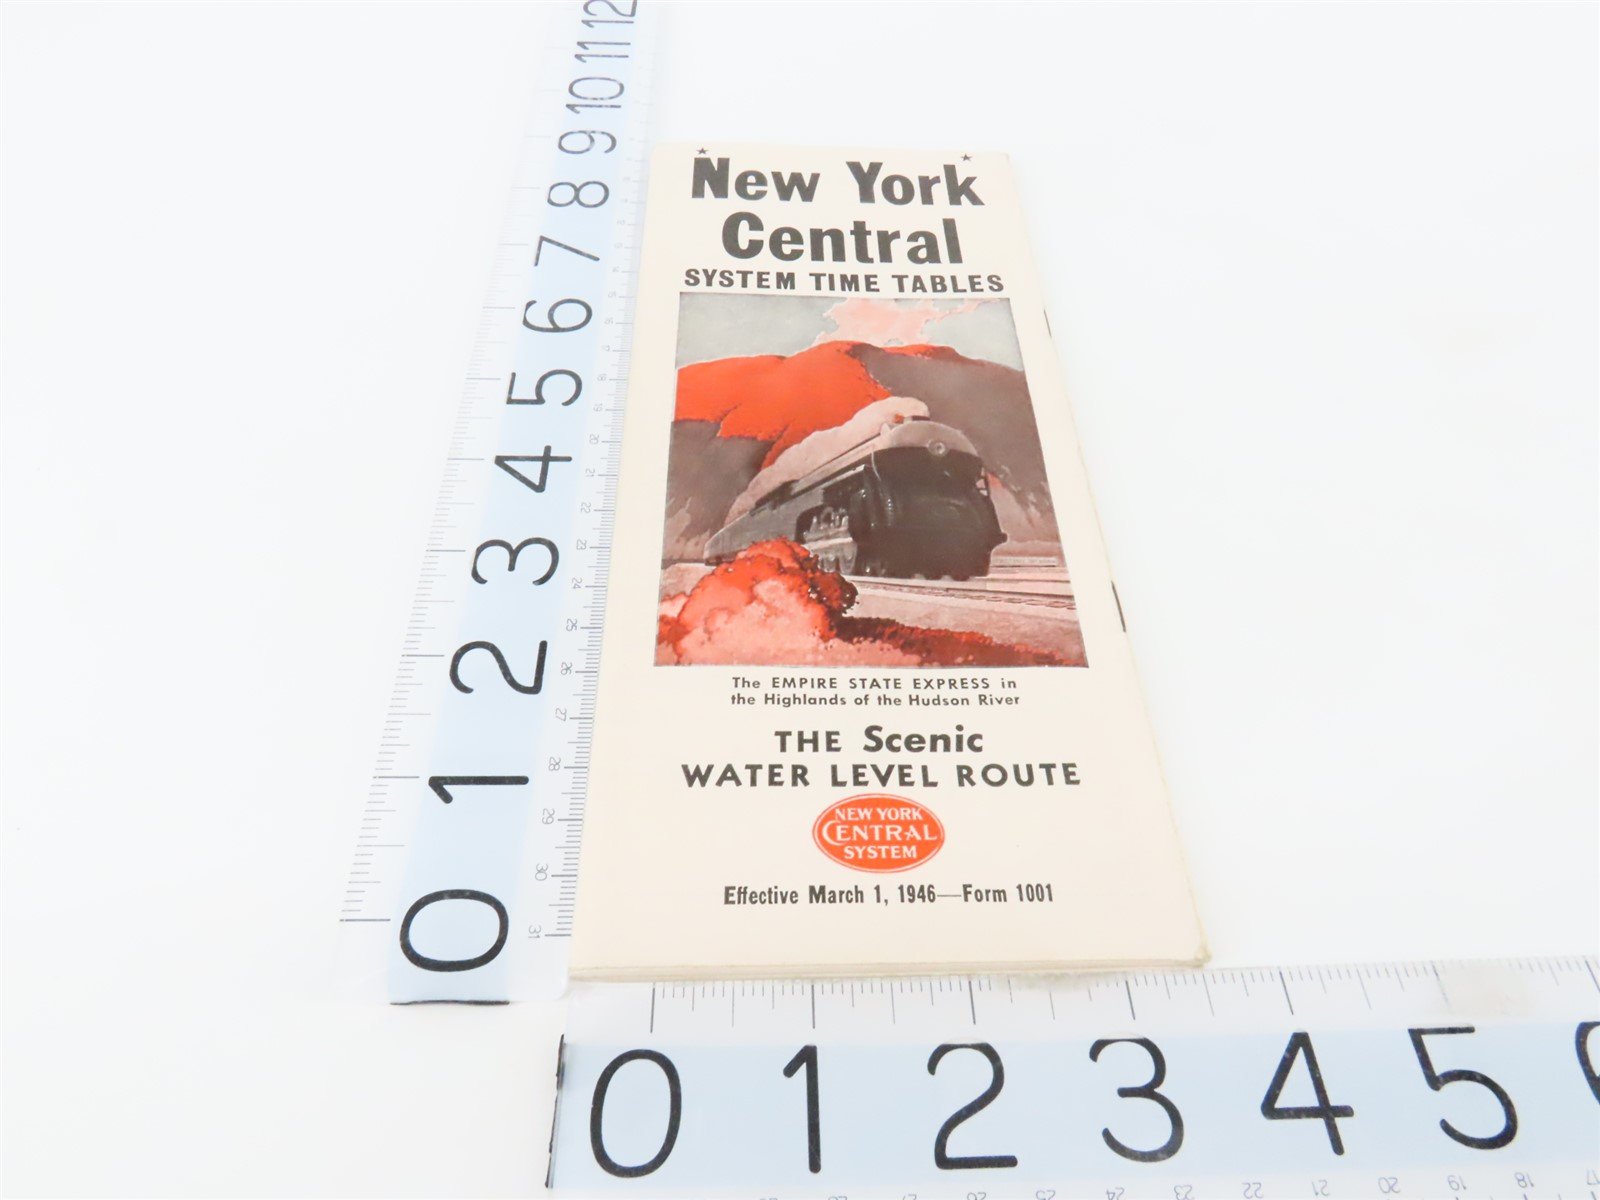 New York
Central
SYSTEM TIME TABLES
The EMPIRE STATE EXPRESS in
the Highlands of the Hudson River
THE Scenic
WATER LEVEL ROUTE
NEW YORK
CENTRAL
SYSTEM
Effective March 1, 1946—Form 1001
0 1 2 3 4 5 6 7 8 9 10 11 12
0 1 2 3 4 5